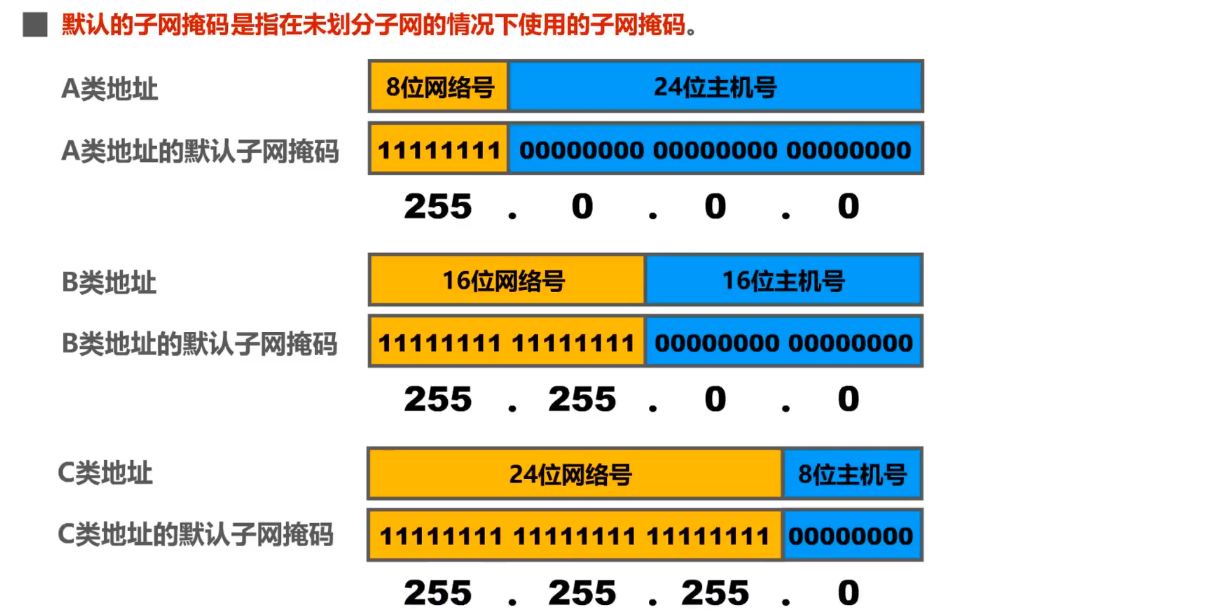 默认的子网掩码是指在未划分子网的情况下使用的子网掩码。
A类地址 8位网络号 24位主机号
A类地址的默认子网掩码 11111111 00000000 00000000 00000000
255 . 0 . 0 . 0
B类地址 16位网络号 16位主机号
B类地址的默认子网掩码 11111111 11111111 00000000 00000000
255 . 255 . 0 . 0
C类地址 24位网络号 8位主机号
C类地址的默认子网掩码 11111111 11111111 11111111 00000000
255 . 255 . 255 . 0